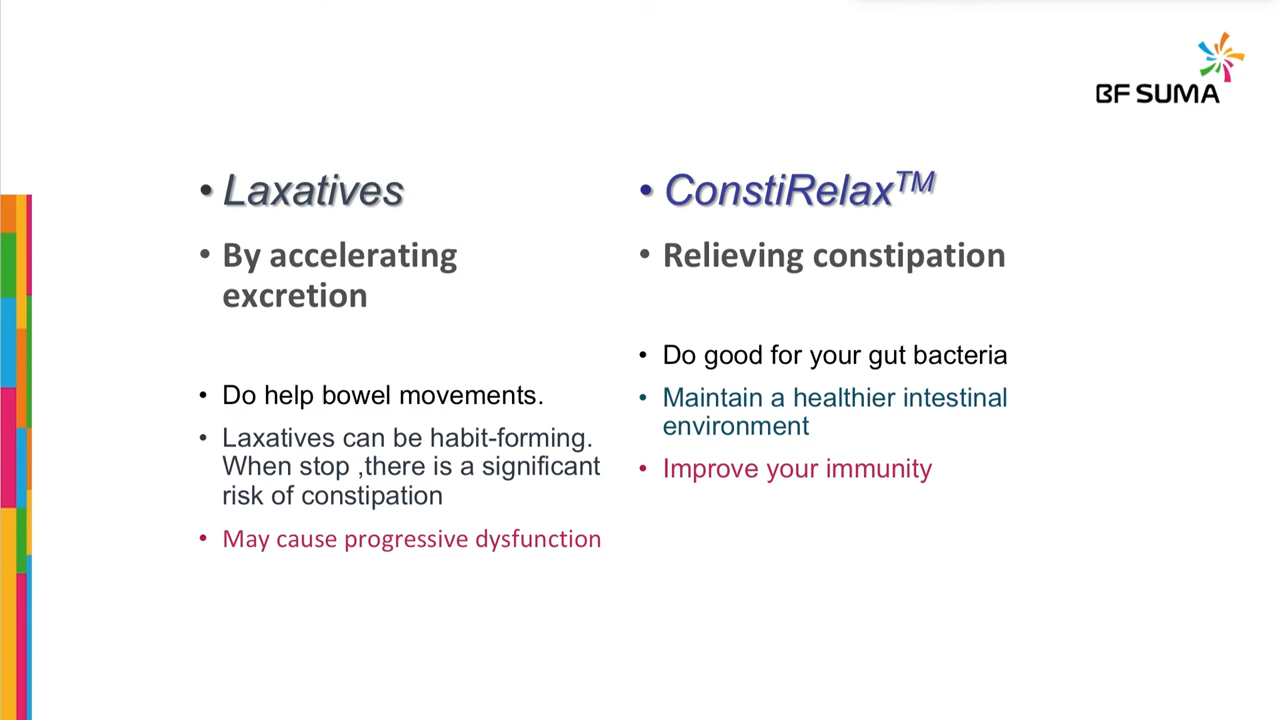 BF SUMA
• Laxatives
• By accelerating
excretion
• Do help bowel movements.
• Laxatives can be habit-forming.
When stop ,there is a significant
risk of constipation
• May cause progressive dysfunction
• ConstiRelax™
• Relieving constipation
• Do good for your gut bacteria
• Maintain a healthier intestinal
environment
• Improve your immunity